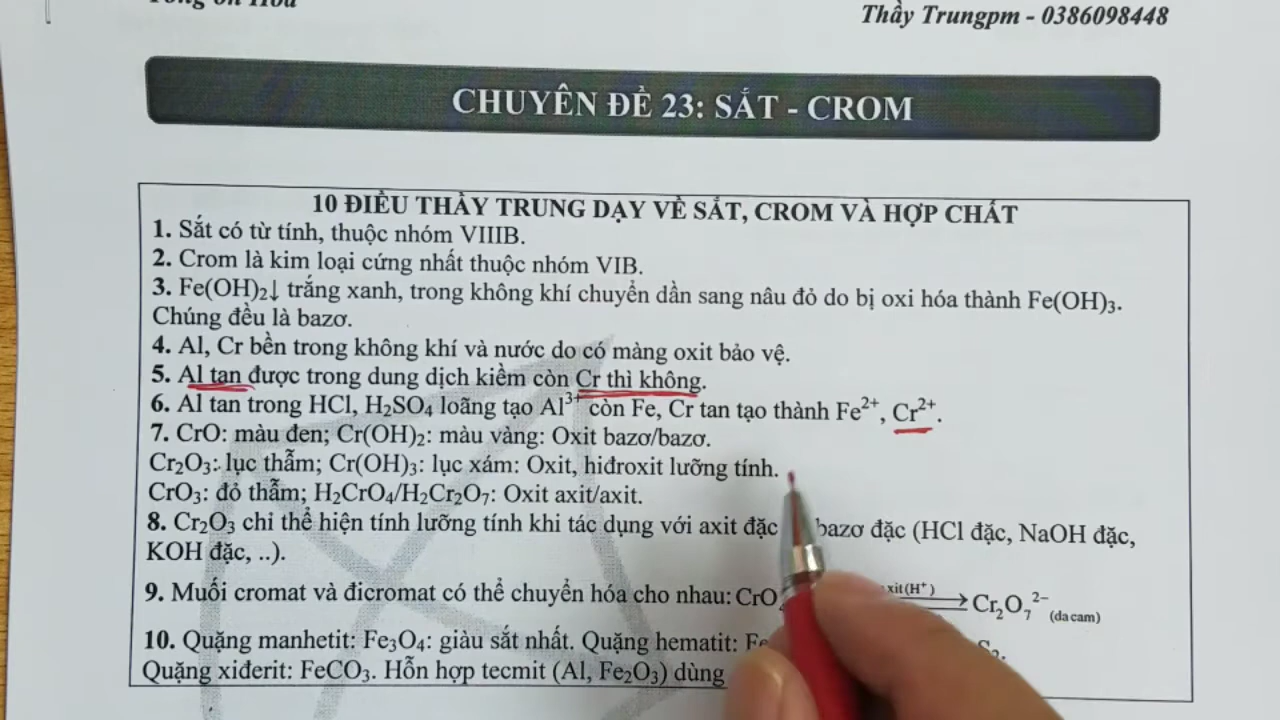 Tổng ôn Hóa
Thầy Trungpm - 0386098448
CHUYÊN ĐỀ 23: SẮT - CROM
10 ĐIỀU THẦY TRUNG DẠY VỀ SẮT, CROM VÀ HỢP CHẤT
1. Sắt có từ tính, thuộc nhóm VIIIB.
2. Crom là kim loại cứng nhất thuộc nhóm VIB.
3. Fe(OH)₂↓ trắng xanh, trong không khí chuyển dần sang nâu đỏ do bị oxi hóa thành Fe(OH)₃.
Chúng đều là bazơ.
4. Al, Cr bền trong không khí và nước do có màng oxit bảo vệ.
5. Al tan được trong dung dịch kiềm còn Cr thì không.
6. Al tan trong HCl, H₂SO₄ loãng tạo Al³⁺ còn Fe, Cr tan tạo thành Fe²⁺, Cr²⁺.
7. CrO: màu đen; Cr(OH)₂: màu vàng: Oxit bazơ/bazơ.
Cr₂O₃: lục thẫm; Cr(OH)₃: lục xám: Oxit, hiđroxit lưỡng tính.
CrO₃: đỏ thẫm; H₂CrO₄/H₂Cr₂O₇: Oxit axit/axit.
8. Cr₂O₃ chỉ thể hiện tính lưỡng tính khi tác dụng với axit đặc bazơ đặc (HCl đặc, NaOH đặc,
KOH đặc, ..).
9. Muối cromat và đicromat có thể chuyển hóa cho nhau: CrO xit (H⁺) Cr₂O₇²⁻ (da cam)
10. Quặng manhetit: Fe₃O₄: giàu sắt nhất. Quặng hematit: Fe S₂.
Quặng xiđerit: FeCO₃. Hỗn hợp tecmit (Al, Fe₂O₃) dùng